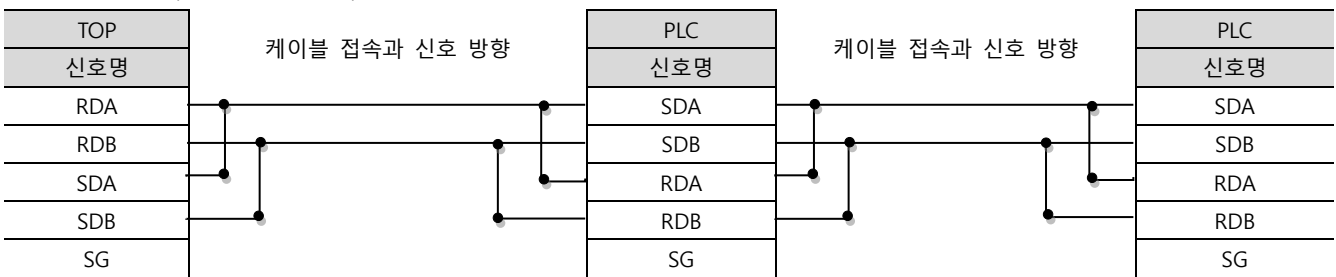 TOP 케이블 접속과 신호 방향 PLC 케이블 접속과 신호 방향 PLC
신호명 신호명 신호명
RDA SDA SDA
RDB SDB SDB
SDA RDA RDA
SDB RDB RDB
SG SG SG